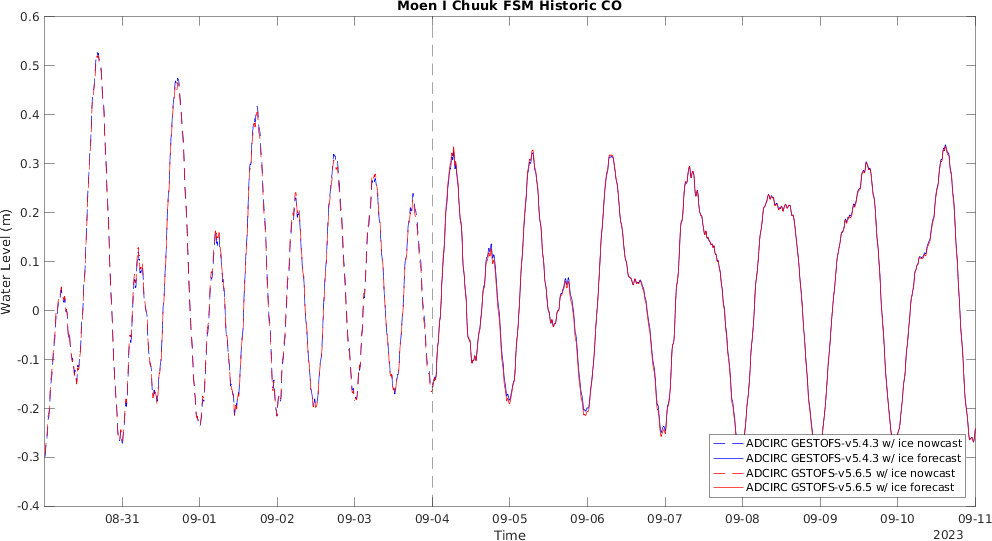 Moen I Chuuk FSM Historic CO
0.6
0.5
0.4
0.3
0.2
0.1
0
-0.1
-0.2
-0.3
-0.4
Water Level (m)
ADCIRC GESTOFS-v5.4.3 w/ ice nowcast
ADCIRC GESTOFS-v5.4.3 w/ ice forecast
ADCIRC GSTOFS-v5.6.5 w/ ice nowcast
ADCIRC GSTOFS-v5.6.5 w/ ice forecast
08-31 09-01 09-02 09-03 09-04 09-05 09-06 09-07 09-08 09-09 09-10 09-11
Time
2023